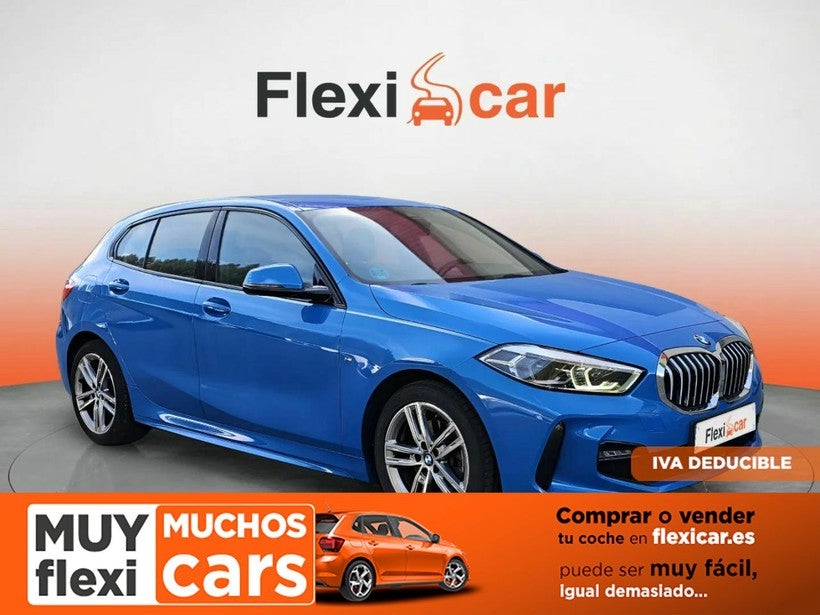 Flexicar
Flexicar
IVA DEDUCIBLE
MUY
flexi
MUCHOS
cars
Comprar o vender
tu coche en flexicar.es
puede ser muy fácil,
igual demaslado...